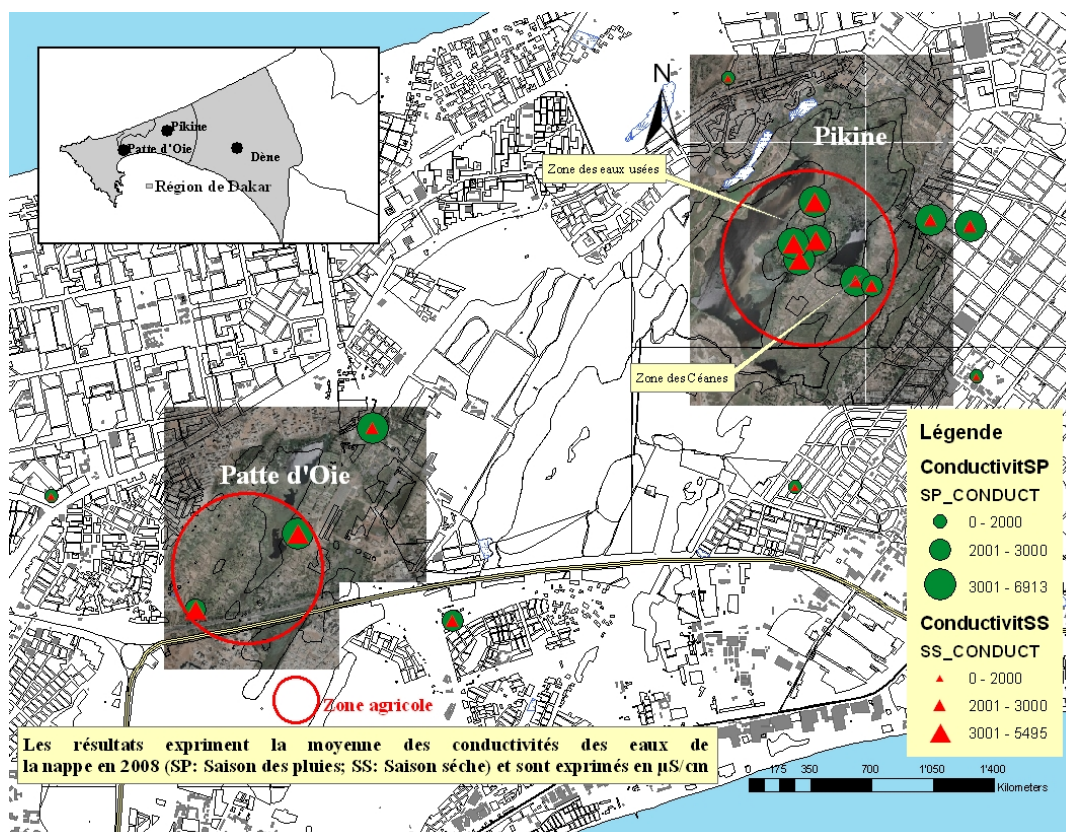 Pikine
Patte d'Oie
Dène
Région de Dakar
N
Pikine
Zone des eaux usées
Zone des Céanes
Patte d'Oie
Zone agricole
Légende
ConductivitSP
SP_CONDUCT
0 - 2000
2001 - 3000
3001 - 6913
ConductivitSS
SS_CONDUCT
0 - 2000
2001 - 3000
3001 - 5495
Les résultats expriment la moyenne des conductivités des eaux de
la nappe en 2008 (SP: Saison des pluies; SS: Saison séche) et sont exprimés en µS/cm
0 175 350 700 1'050 1'400
Kilometers